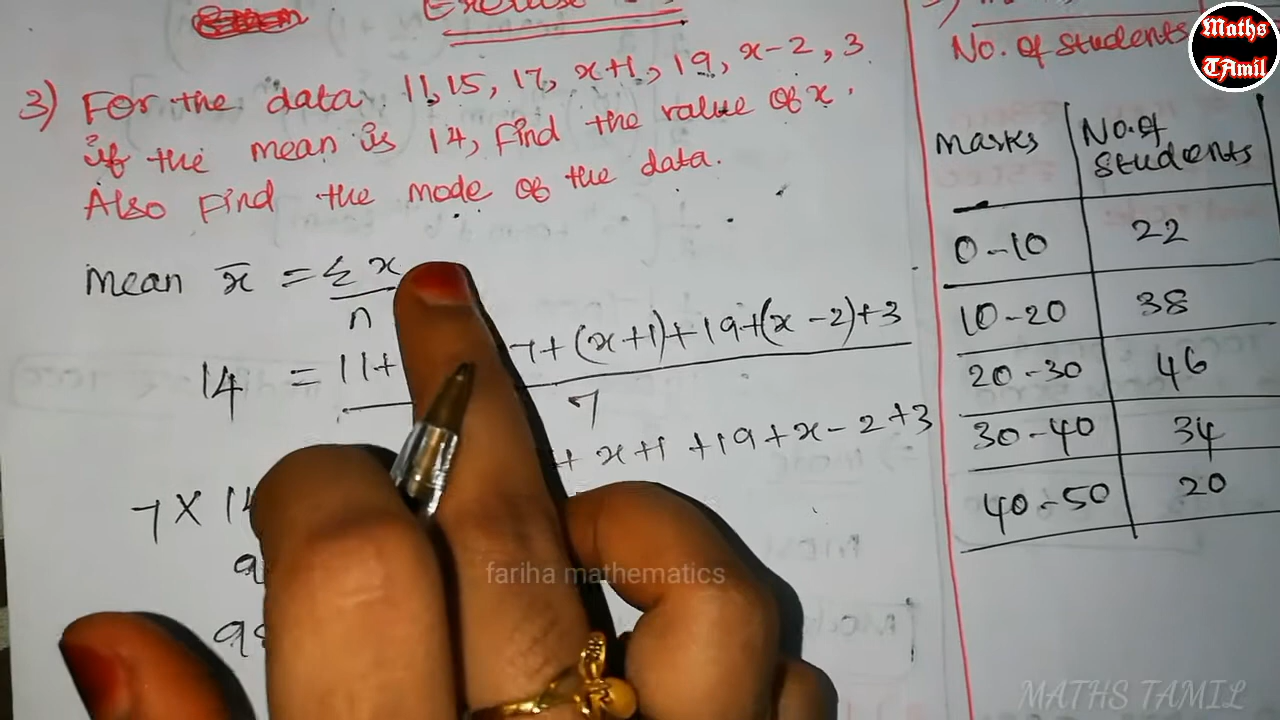 3) For the data 11, 15, 17, x+1, 19, x-2, 3
if the mean is 14, Find the value of x.
Also Find the mode of the data.
Mean x̄ = Σx
n
14 = 11+ 7+(x+1)+19+(x-2)+3
7
7 × 1
+ x+1 +19+x-2+3
9
98
No. of students
Marks No. of Students
0-10 22
10-20 38
20-30 46
30-40 34
40-50 20
Maths
TAmil
fariha mathematics
MATHS TAMIL